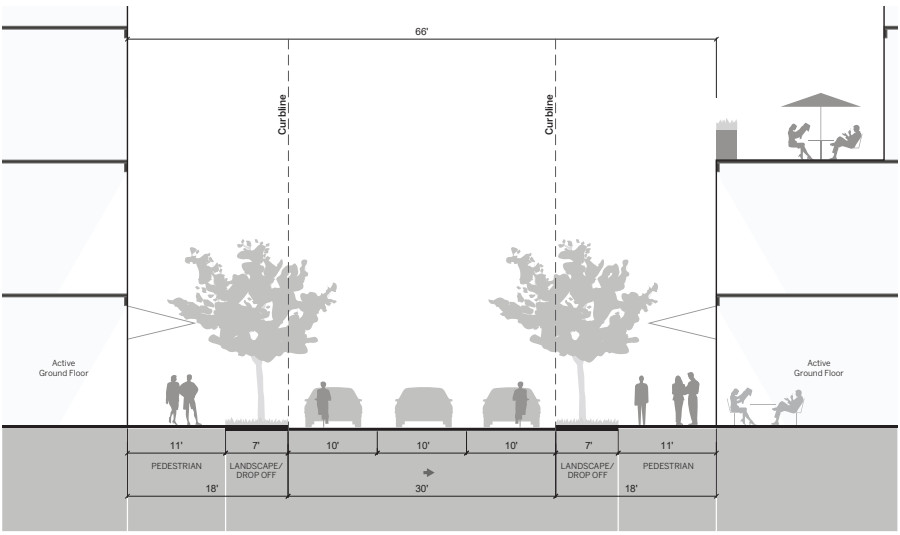 66'
Curbline
Curbline
Active
Ground Floor
Active
Ground Floor
11'
7'
10'
10'
10'
7'
11'
PEDESTRIAN
LANDSCAPE/
DROP OFF
LANDSCAPE/
DROP OFF
PEDESTRIAN
18'
30'
18'